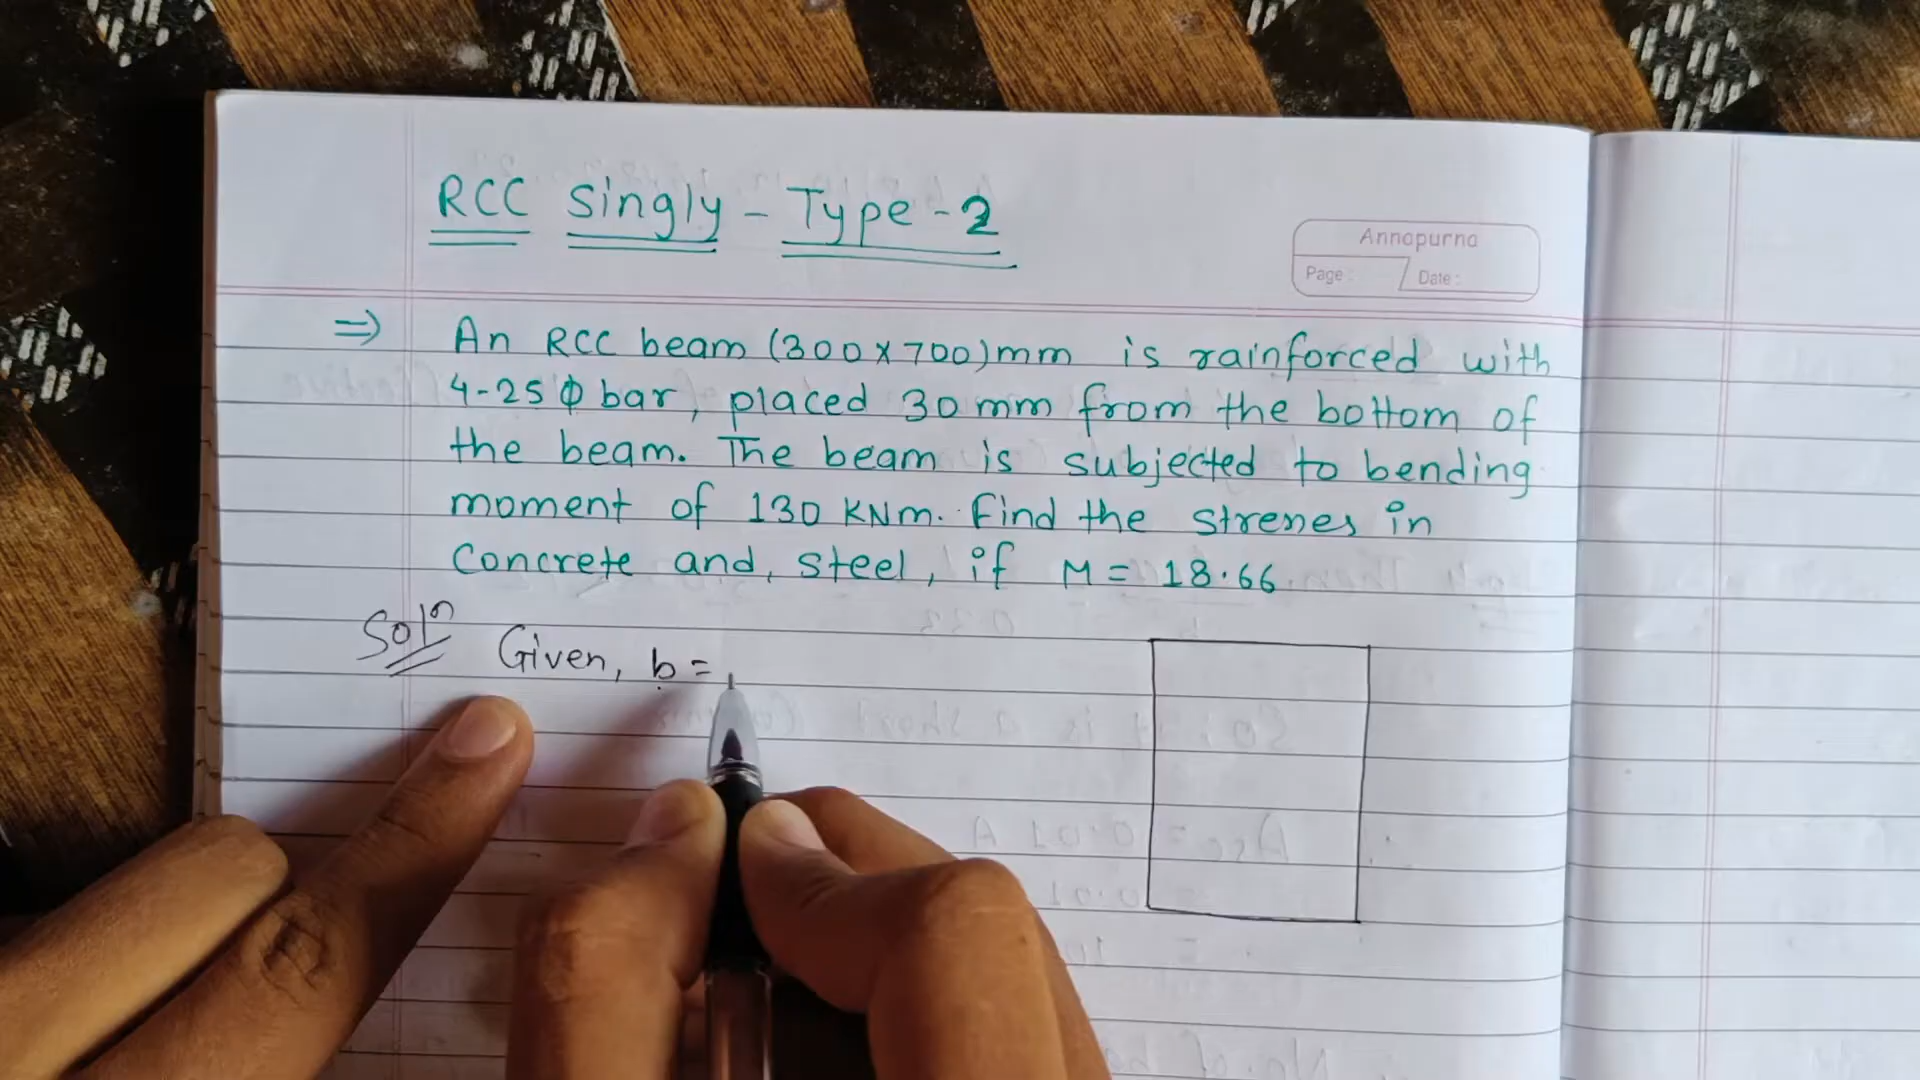 RCC Singly - Type - 2
Annapurna
Page : Date :
⇒ An RCC beam (300 x 700)mm is rainforced with
4-25 ϕ bar, placed 30 mm from the bottom of
the beam. The beam is subjected to bending
moment of 130 KNm. Find the stresses in
Concrete and, steel, if M = 18.66
Soln Given, b =